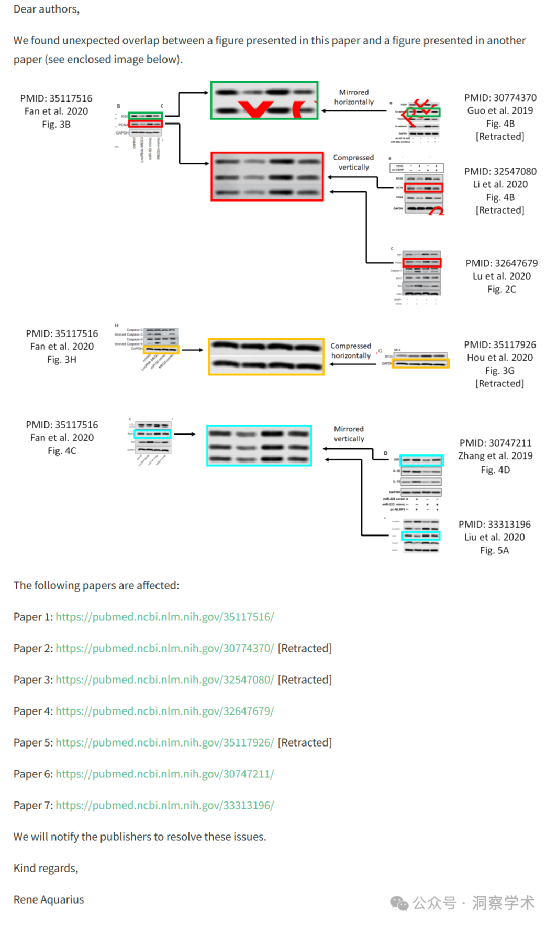 Dear authors,
We found unexpected overlap between a figure presented in this paper and a figure presented in another
paper (see enclosed image below).
PMID: 35117516
Fan et al. 2020
Fig. 3B
B
C
GAPDH
Mirrored
horizontally
PMID: 30774370
Guo et al. 2019
Fig. 4B
[Retracted]
Compressed
vertically
PMID: 32547080
Li et al. 2020
Fig. 4B
[Retracted]
C
PMID: 32647679
Lu et al. 2020
Fig. 2C
PMID: 35117516
Fan et al. 2020
Fig. 3H
H
Compressed
horizontally
G
PMID: 35117926
Hou et al. 2020
Fig. 3G
[Retracted]
PMID: 35117516
Fan et al. 2020
Fig. 4C
Mirrored
vertically
D
GAPDH
PMID: 30747211
Zhang et al. 2019
Fig. 4D
PMID: 33313196
Liu et al. 2020
Fig. 5A
The following papers are affected:
Paper 1: https://pubmed.ncbi.nlm.nih.gov/35117516/
Paper 2: https://pubmed.ncbi.nlm.nih.gov/30774370/ [Retracted]
Paper 3: https://pubmed.ncbi.nlm.nih.gov/32547080/ [Retracted]
Paper 4: https://pubmed.ncbi.nlm.nih.gov/32647679/
Paper 5: https://pubmed.ncbi.nlm.nih.gov/35117926/ [Retracted]
Paper 6: https://pubmed.ncbi.nlm.nih.gov/30747211/
Paper 7: https://pubmed.ncbi.nlm.nih.gov/33313196/
We will notify the publishers to resolve these issues.
Kind regards,
Rene Aquarius
公众号 · 洞察学术